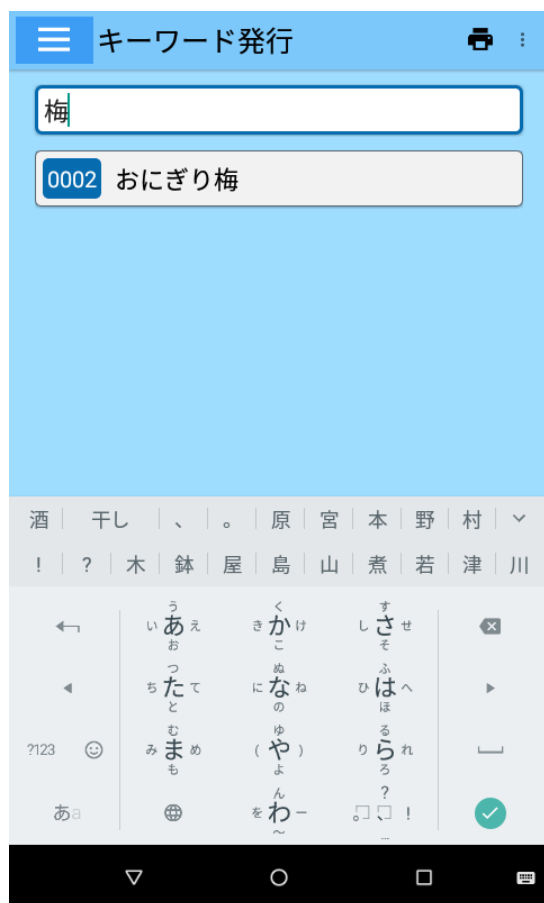 キーワード発行
梅
0002 おにぎり梅
酒 干し 、 。 原 宮 本 野 村
! ? 木 鉢 屋 島 山 煮 若 津 川
う く す
い あ え き か け し さ せ
お こ そ
つ ぬ ふ
ち た て に な ね ひ は へ
と の ほ
む ゆ る
?123 み ま め ( や ) り ら れ
も よ ろ
ん ?
あa を わ ー 。 、 !
〜 …